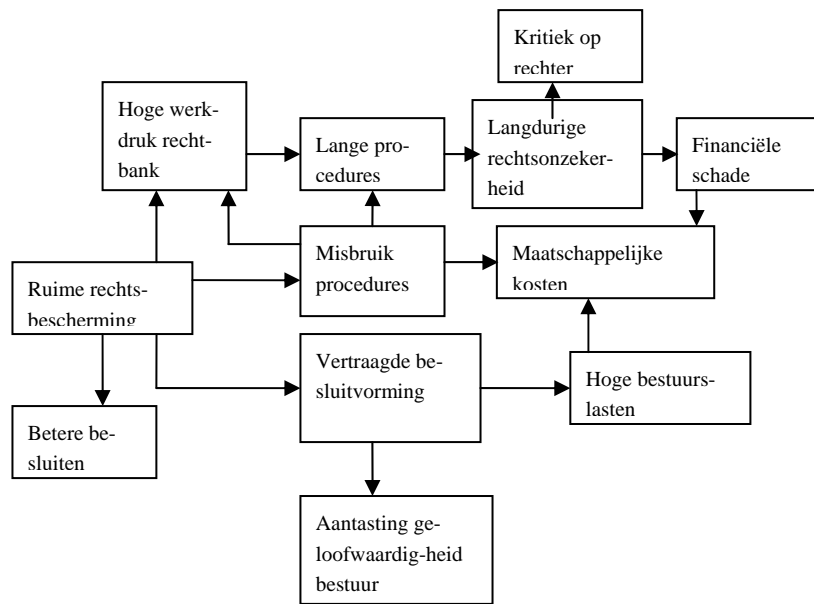 Kritiek op
rechter
Hoge werk-
druk recht-
bank
Lange pro-
cedures
Langdurige
rechtsonzeker-
heid
Financiële
schade
Misbruik
procedures
Maatschappelijke
kosten
Ruime rechts-
bescherming
Vertraagde be-
sluitvorming
Hoge bestuurs-
lasten
Betere be-
sluiten
Aantasting ge-
loofwaardig-heid
bestuur